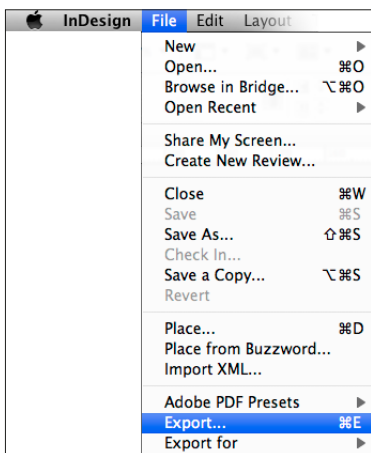 InDesign File Edit Layout
New
Open... ⌘O
Browse in Bridge... ⌥⌘O
Open Recent
Share My Screen...
Create New Review...
Close ⌘W
Save ⌘S
Save As... ⇧⌘S
Check In...
Save a Copy... ⌥⌘S
Revert
Place... ⌘D
Place from Buzzword...
Import XML...
Adobe PDF Presets
Export... ⌘E
Export for